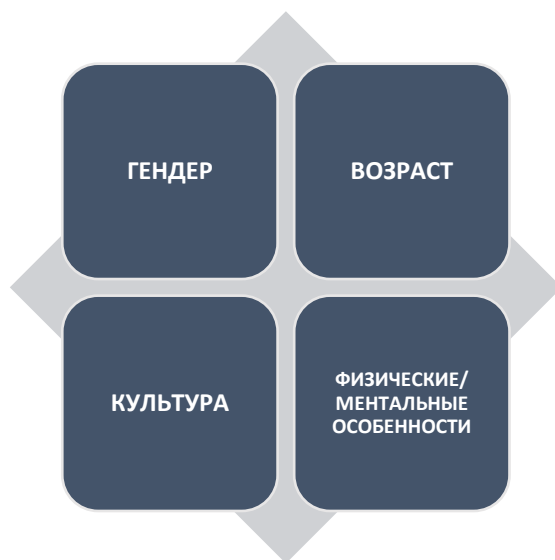 ГЕНДЕР
ВОЗРАСТ
КУЛЬТУРА
ФИЗИЧЕСКИЕ/
МЕНТАЛЬНЫЕ
ОСОБЕННОСТИ